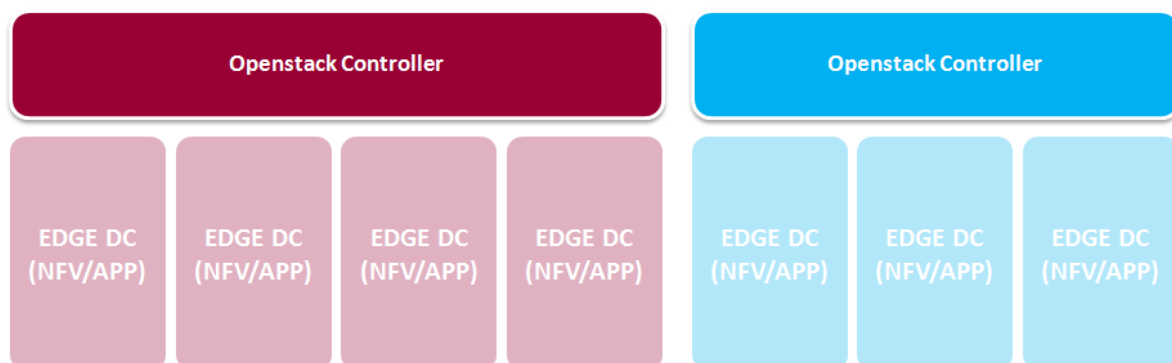 Openstack Controller
Openstack Controller
EDGE DC
(NFV/APP)
EDGE DC
(NFV/APP)
EDGE DC
(NFV/APP)
EDGE DC
(NFV/APP)
EDGE DC
(NFV/APP)
EDGE DC
(NFV/APP)
EDGE DC
(NFV/APP)